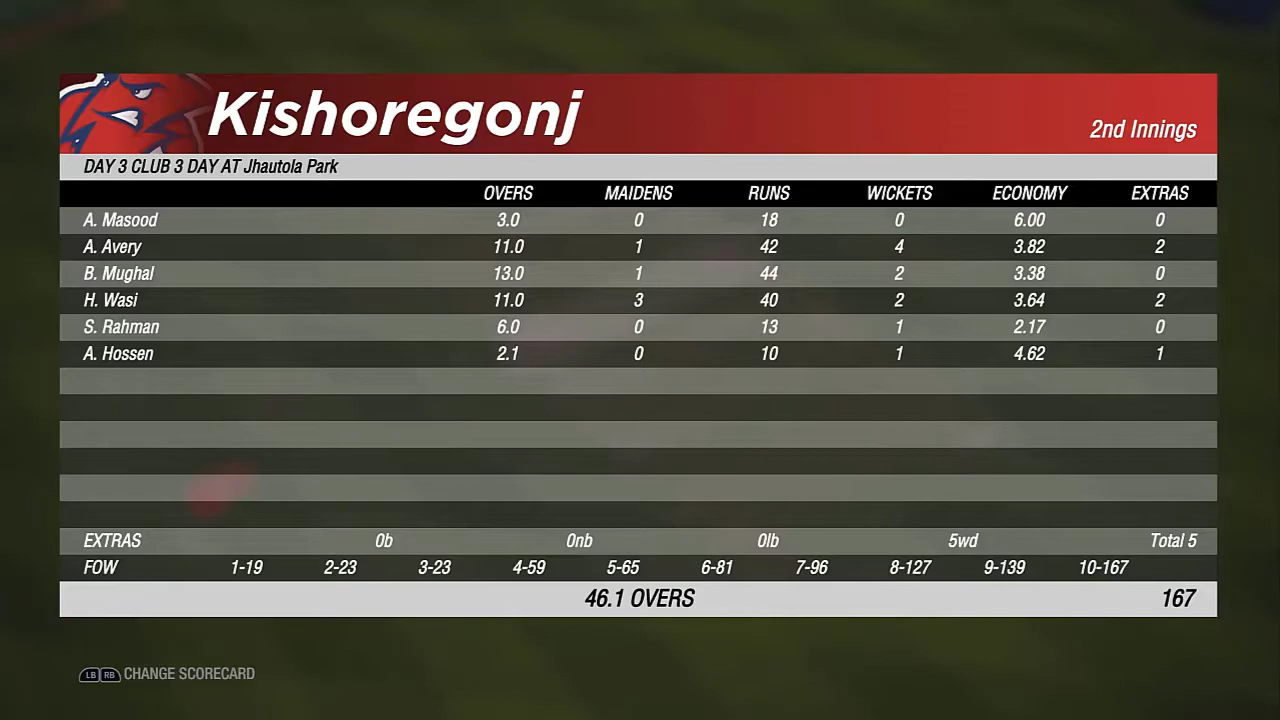 Kishoregonj
2nd Innings
DAY 3 CLUB 3 DAY AT Jhautola Park
OVERS MAIDENS RUNS WICKETS ECONOMY EXTRAS
A. Masood 3.0 0 18 0 6.00 0
A. Avery 11.0 1 42 4 3.82 2
B. Mughal 13.0 1 44 2 3.38 0
H. Wasi 11.0 3 40 2 3.64 2
S. Rahman 6.0 0 13 1 2.17 0
A. Hossen 2.1 0 10 1 4.62 1
EXTRAS 0b 0nb 0lb 5wd Total 5
FOW 1-19 2-23 3-23 4-59 5-65 6-81 7-96 8-127 9-139 10-167
46.1 OVERS 167
LB RB CHANGE SCORECARD